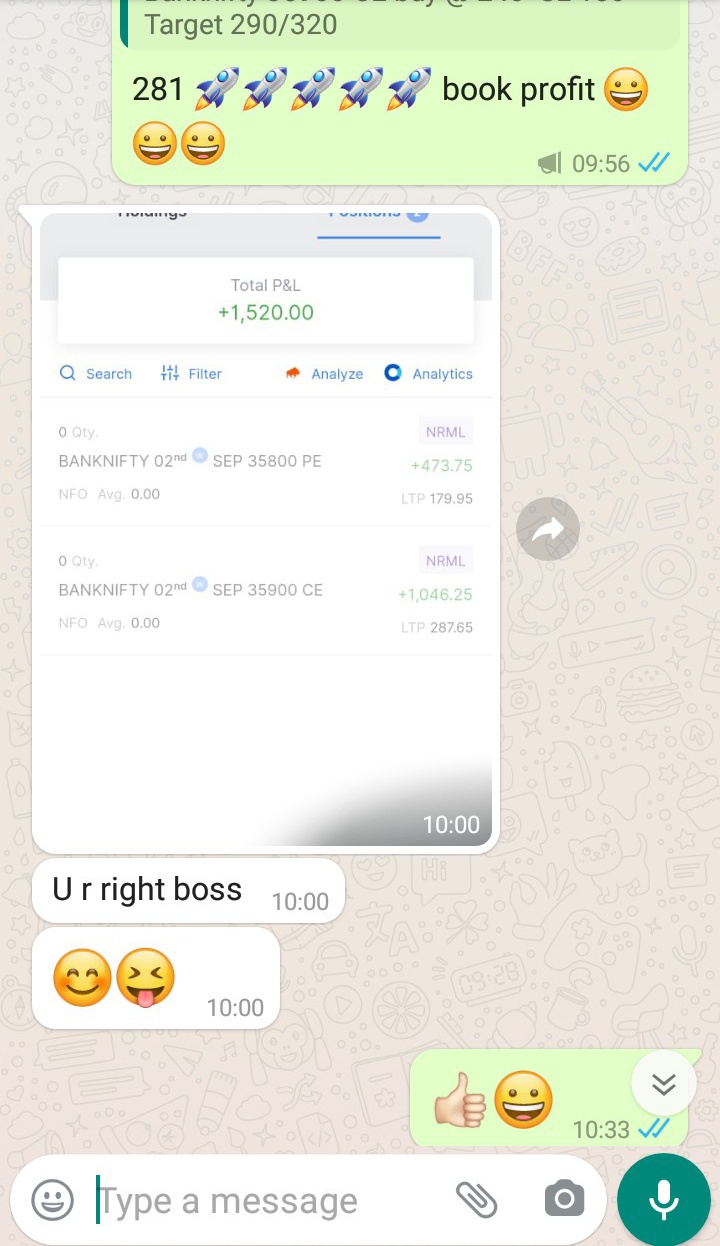 Target 290/320
281 🚀🚀🚀🚀🚀 book profit 😀
😀😀
09:56
Holdings Positions 2
Total P&L
+1,520.00
Search Filter Analyze Analytics
0 Qty. NRML
BANKNIFTY 02nd W SEP 35800 PE +473.75
NFO Avg. 0.00 LTP 179.95
0 Qty. NRML
BANKNIFTY 02nd W SEP 35900 CE +1,046.25
NFO Avg. 0.00 LTP 287.65
10:00
U r right boss 10:00
😊😝 10:00
👍🏻😀 10:33
Type a message